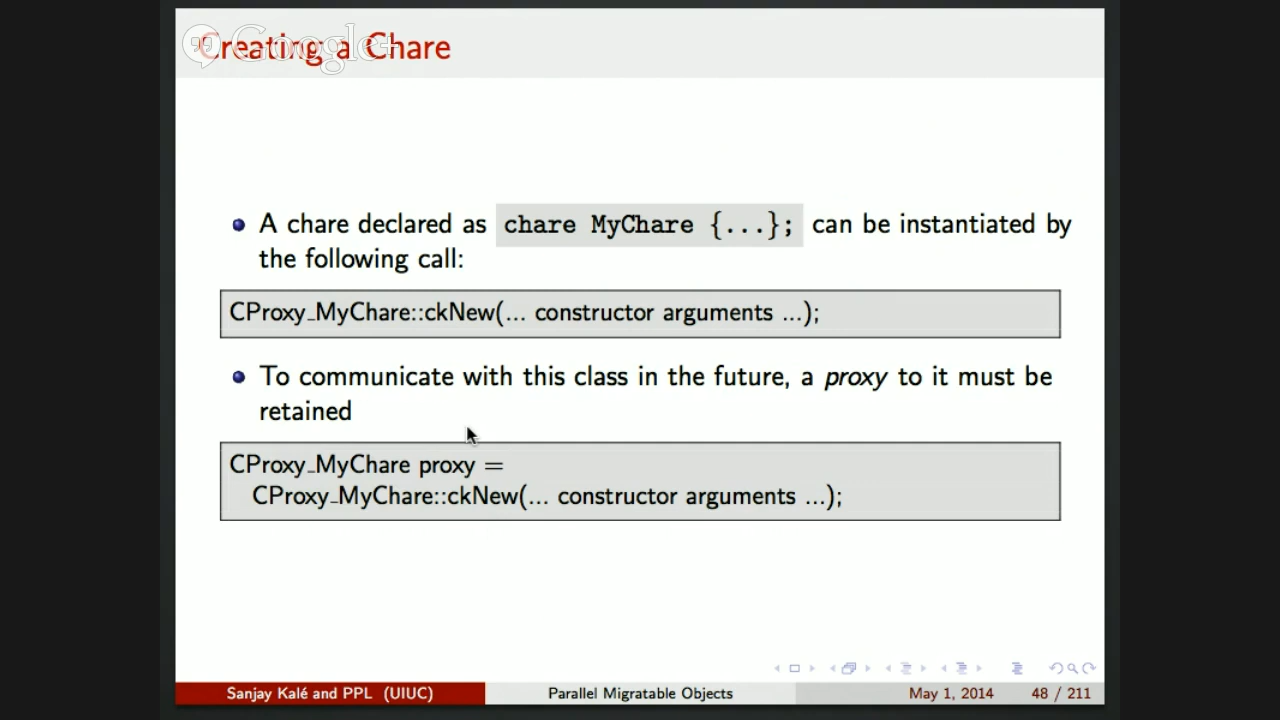 Creating a Chare
Google+
A chare declared as chare MyChare {...}; can be instantiated by
the following call:
CProxy_MyChare::ckNew(... constructor arguments ...);
To communicate with this class in the future, a proxy to it must be
retained
CProxy_MyChare proxy =
CProxy_MyChare::ckNew(... constructor arguments ...);
Sanjay Kalé and PPL (UIUC) Parallel Migratable Objects May 1, 2014 48 / 211